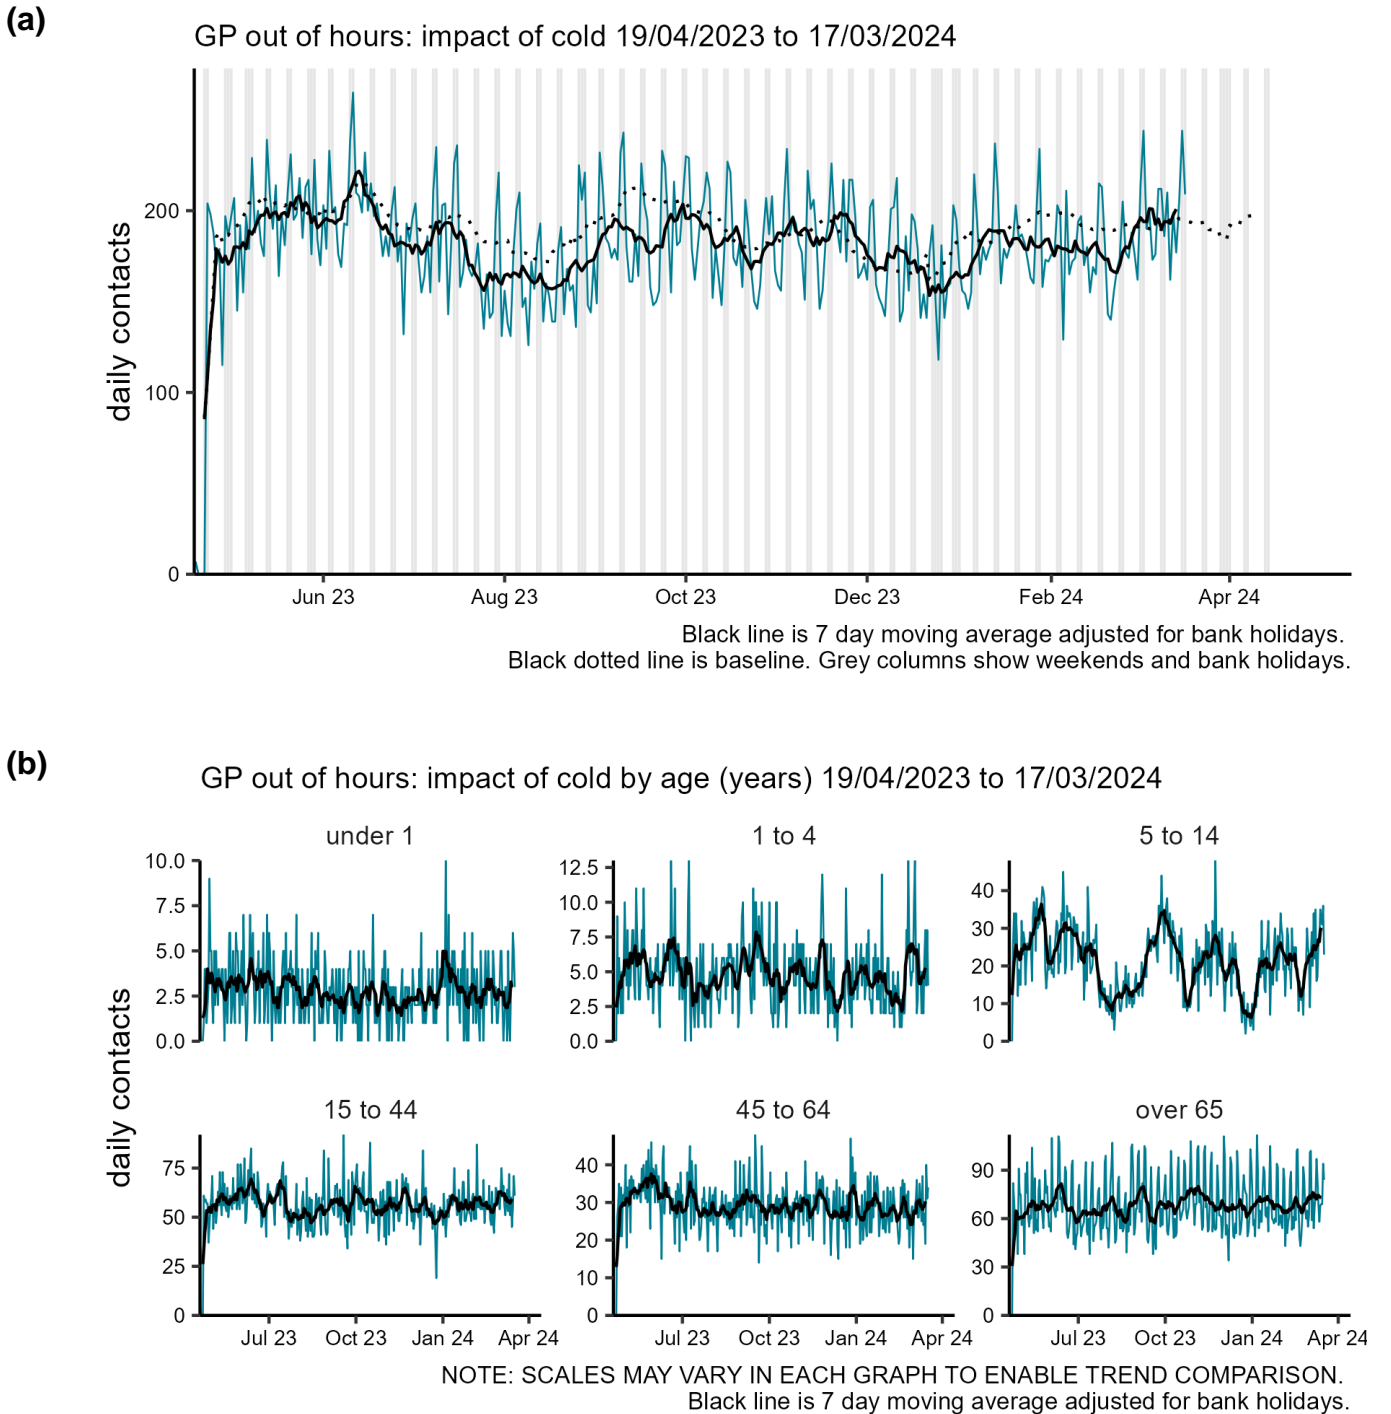 (a)
GP out of hours: impact of cold 19/04/2023 to 17/03/2024
daily contacts
200
100
0
Jun 23 Aug 23 Oct 23 Dec 23 Feb 24 Apr 24
Black line is 7 day moving average adjusted for bank holidays.
Black dotted line is baseline. Grey columns show weekends and bank holidays.
(b)
GP out of hours: impact of cold by age (years) 19/04/2023 to 17/03/2024
daily contacts
under 1
10.0
7.5
5.0
2.5
0.0
1 to 4
12.5
10.0
7.5
5.0
2.5
0.0
5 to 14
40
30
20
10
0
15 to 44
75
50
25
0
Jul 23 Oct 23 Jan 24 Apr 24
45 to 64
40
30
20
10
0
Jul 23 Oct 23 Jan 24 Apr 24
over 65
90
60
30
0
Jul 23 Oct 23 Jan 24 Apr 24
NOTE: SCALES MAY VARY IN EACH GRAPH TO ENABLE TREND COMPARISON.
Black line is 7 day moving average adjusted for bank holidays.